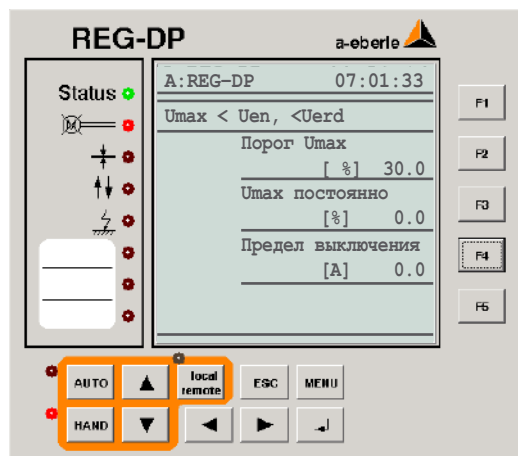 REG-DP
a-eberle
Status
A:REG-DP 07:01:33
Umax < Uen, <Uerd
Порог Umax
[ %] 30.0
Umax постоянно
[%] 0.0
Предел выключения
[A] 0.0
F1
F2
F3
F4
F5
AUTO
local
remote
ESC
MENU
HAND